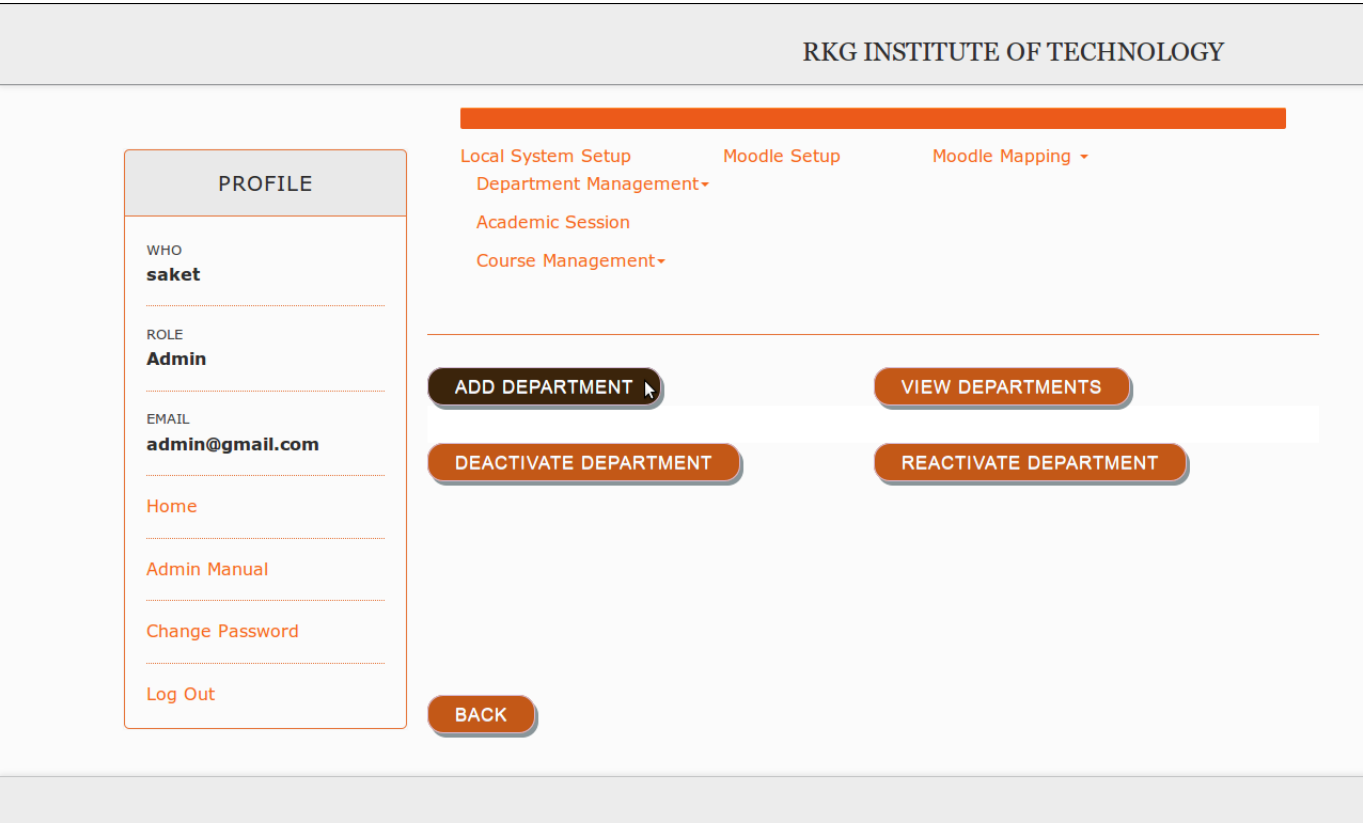 RKG INSTITUTE OF TECHNOLOGY
PROFILE
WHO
saket
ROLE
Admin
EMAIL
admin@gmail.com
Home
Admin Manual
Change Password
Log Out
Local System Setup Moodle Setup Moodle Mapping
Department Management
Academic Session
Course Management
ADD DEPARTMENT VIEW DEPARTMENTS
DEACTIVATE DEPARTMENT REACTIVATE DEPARTMENT
BACK